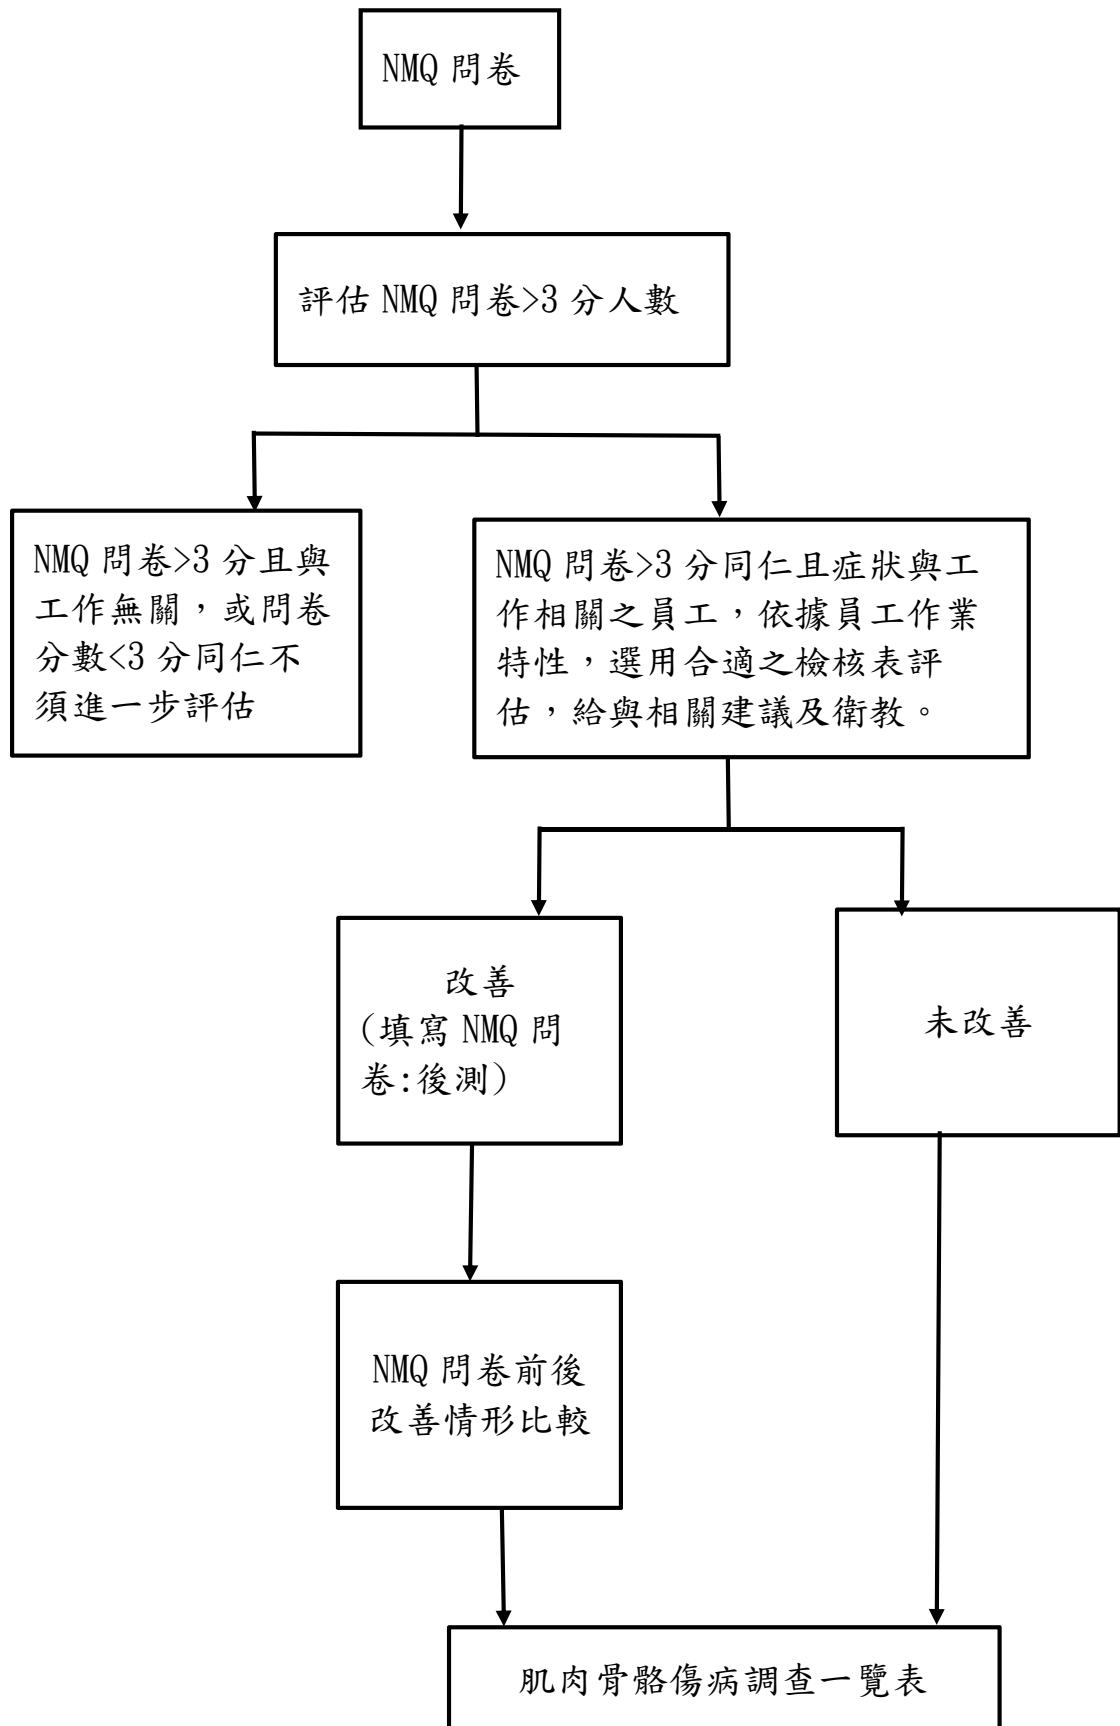 NMQ 問卷
評估 NMQ 問卷>3 分人數
NMQ 問卷>3 分且與
工作無關，或問卷
分數<3 分同仁不
須進一步評估
NMQ 問卷>3 分同仁且症狀與工
作相關之員工，依據員工作業
特性，選用合適之檢核表評
估，給與相關建議及衛教。
改善
(填寫 NMQ 問
卷:後測)
未改善
NMQ 問卷前後
改善情形比較
肌肉骨骼傷病調查一覽表